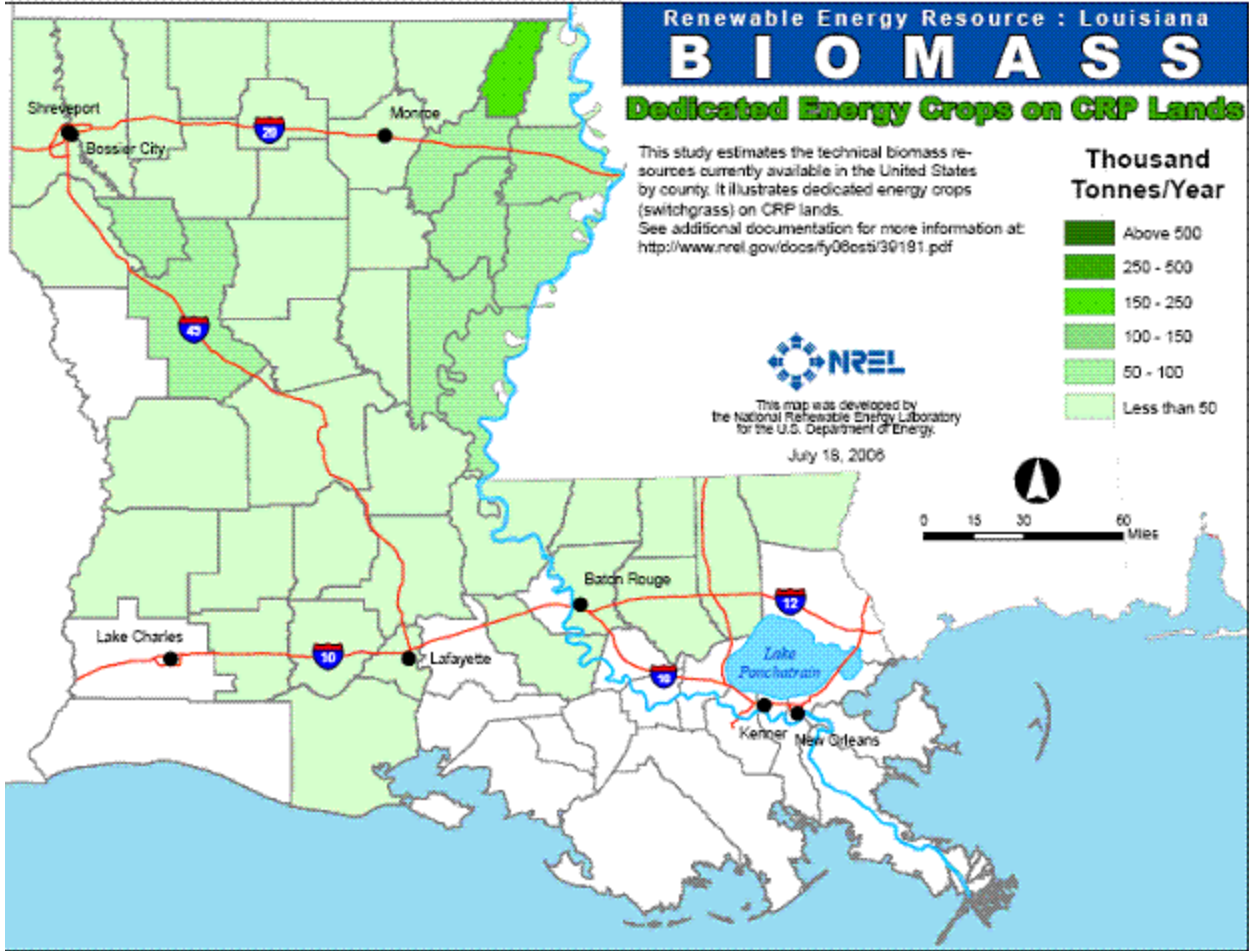 Renewable Energy Resource : Louisiana
BIOMASS
Dedicated Energy Crops on CRP Lands
This study estimates the technical biomass re-
sources currently available in the United States
by county. It illustrates dedicated energy crops
(switchgrass) on CRP lands.
See additional documentation for more information at:
http://www.nrel.gov/docs/fy06osti/39181.pdf
Thousand
Tonnes/Year
Above 500
250 - 500
150 - 250
100 - 150
50 - 100
Less than 50
NREL
This map was developed by
the National Renewable Energy Laboratory
for the U.S. Department of Energy.
July 18, 2006
0 15 30 60
Miles
Shreveport
Bossier City
20
Monroe
49
Baton Rouge
12
Lake Charles
10
Lafayette
10
Lake
Ponchatrain
Kenner
New Orleans